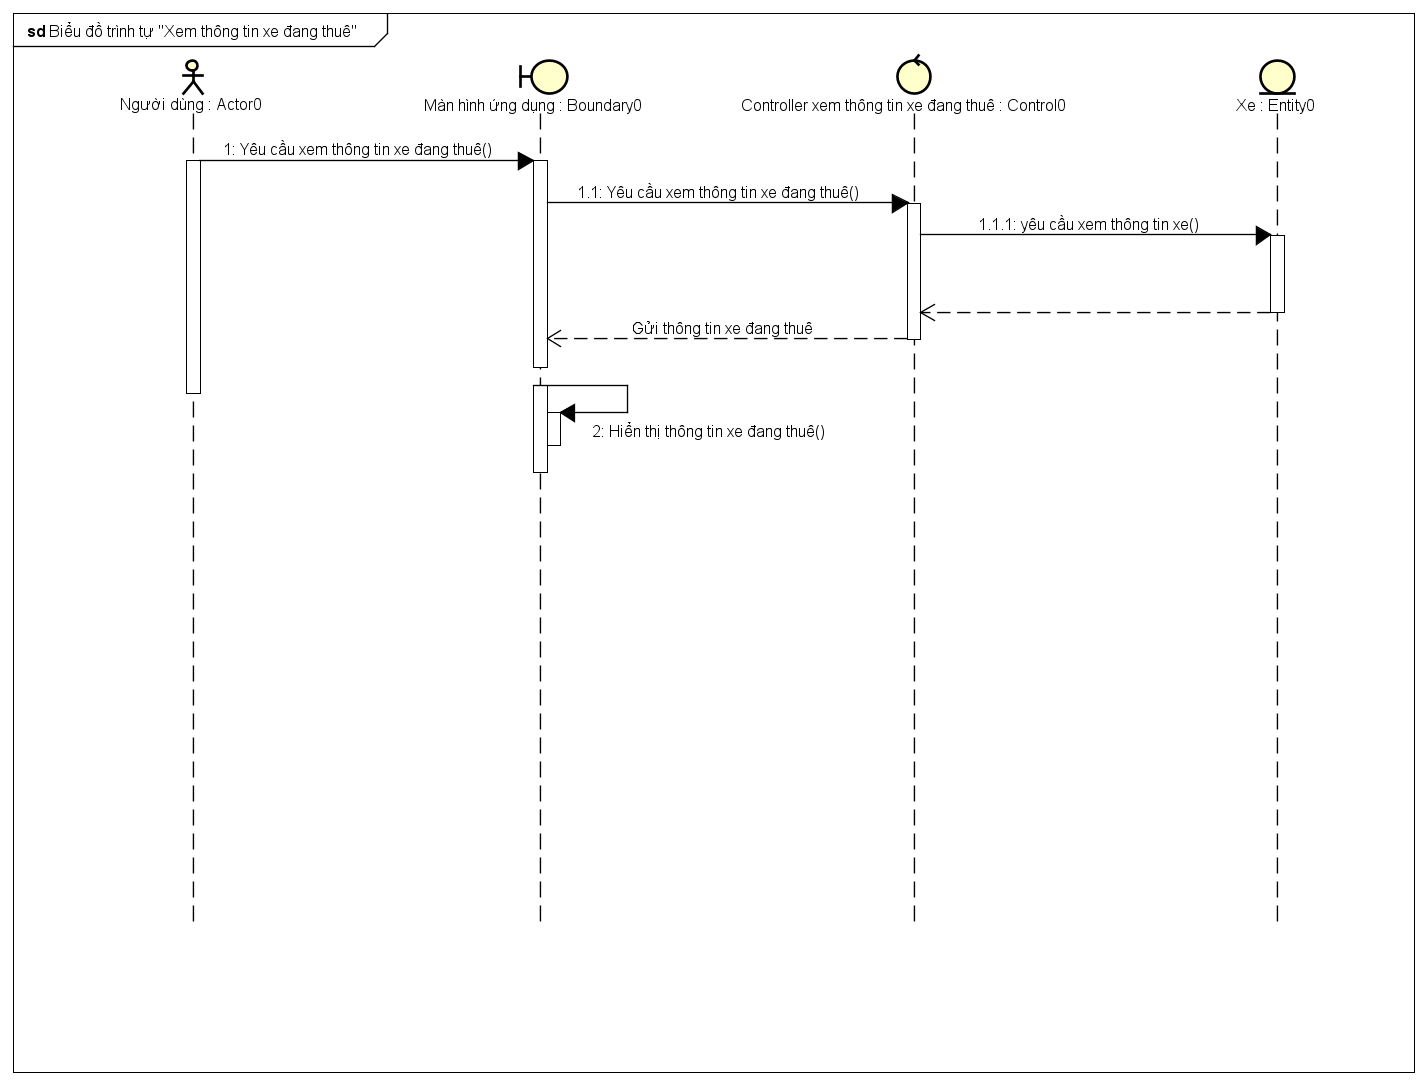 sd Biểu đồ trình tự "Xem thông tin xe đang thuê"
Người dùng : Actor0
Màn hình ứng dụng : Boundary0
Controller xem thông tin xe đang thuê : Control0
Xe : Entity0
1: Yêu cầu xem thông tin xe đang thuê()
1.1: Yêu cầu xem thông tin xe đang thuê()
1.1.1: yêu cầu xem thông tin xe()
Gửi thông tin xe đang thuê
2: Hiển thị thông tin xe đang thuê()